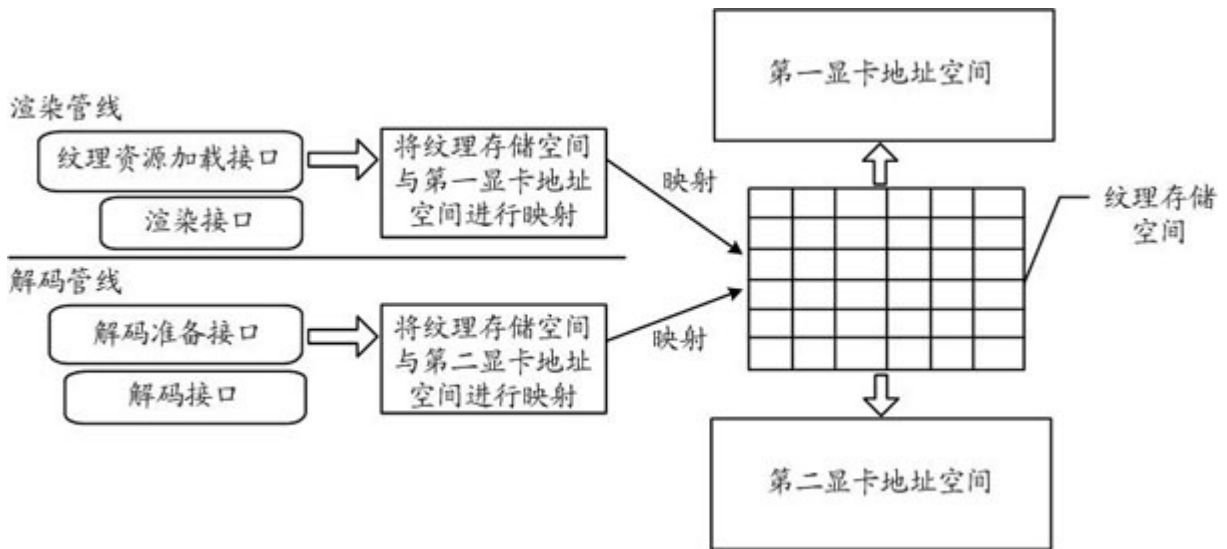 第一显卡地址空间
渲染管线
纹理资源加载接口
将纹理存储空间
与第一显卡地址
空间进行映射
渲染接口
映射
纹理存储
空间
解码管线
解码准备接口
将纹理存储空间
与第二显卡地址
空间进行映射
解码接口
映射
第二显卡地址空间